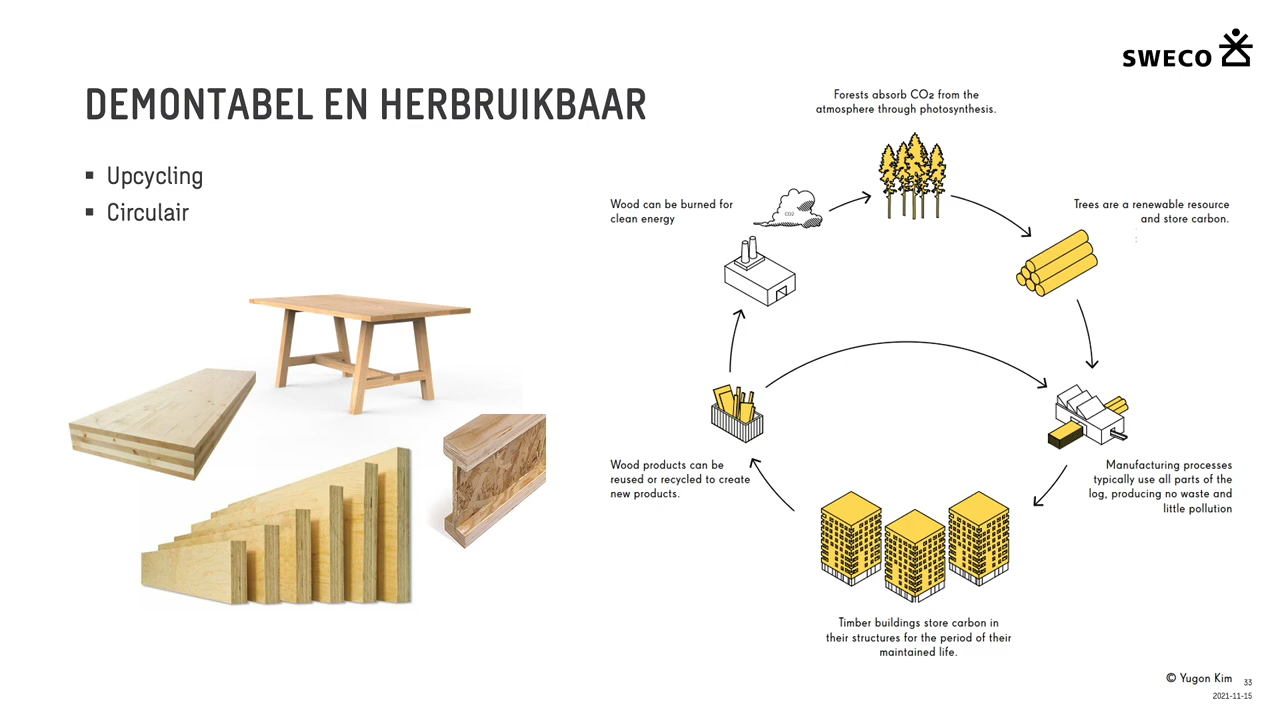 SWECO
DEMONTABEL EN HERBRUIKBAAR
▪ Upcycling
▪ Circulair
Forests absorb CO2 from the
atmosphere through photosynthesis.
Wood can be burned for
clean energy
CO2
Trees are a renewable resource
and store carbon.
Wood products can be
reused or recycled to create
new products.
Manufacturing processes
typically use all parts of the
log, producing no waste and
little pollution
Timber buildings store carbon in
their structures for the period of their
maintained life.
© Yugon Kim
33
2021-11-15